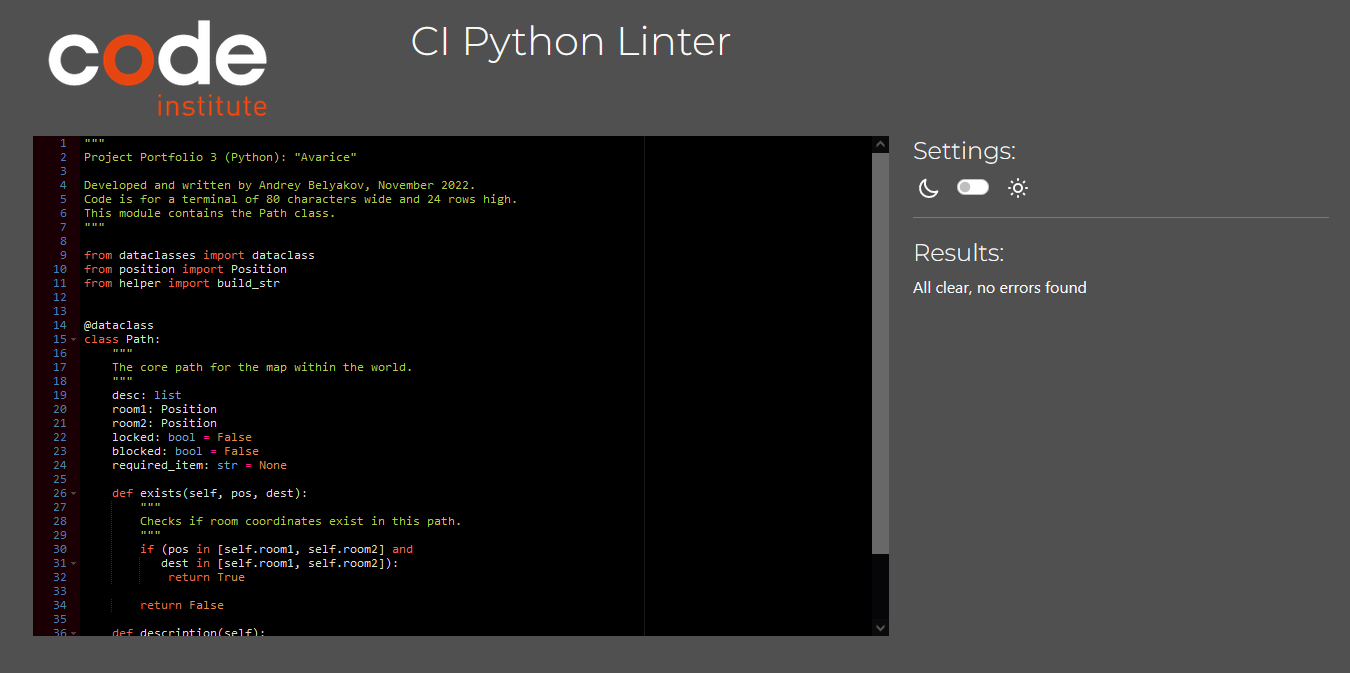 code
institute
CI Python Linter
1 """
2 Project Portfolio 3 (Python): "Avarice"
3
4 Developed and written by Andrey Belyakov, November 2022.
5 Code is for a terminal of 80 characters wide and 24 rows high.
6 This module contains the Path class.
7 """
8
9 from dataclasses import dataclass
10 from position import Position
11 from helper import build_str
12
13
14 @dataclass
15 class Path:
16     """
17     The core path for the map within the world.
18     """
19     desc: list
20     room1: Position
21     room2: Position
22     locked: bool = False
23     blocked: bool = False
24     required_item: str = None
25
26     def exists(self, pos, dest):
27         """
28         Checks if room coordinates exist in this path.
29         """
30         if (pos in [self.room1, self.room2] and
31            dest in [self.room1, self.room2]):
32             return True
33
34         return False
35
36     def description(self):
Settings:
Results:
All clear, no errors found